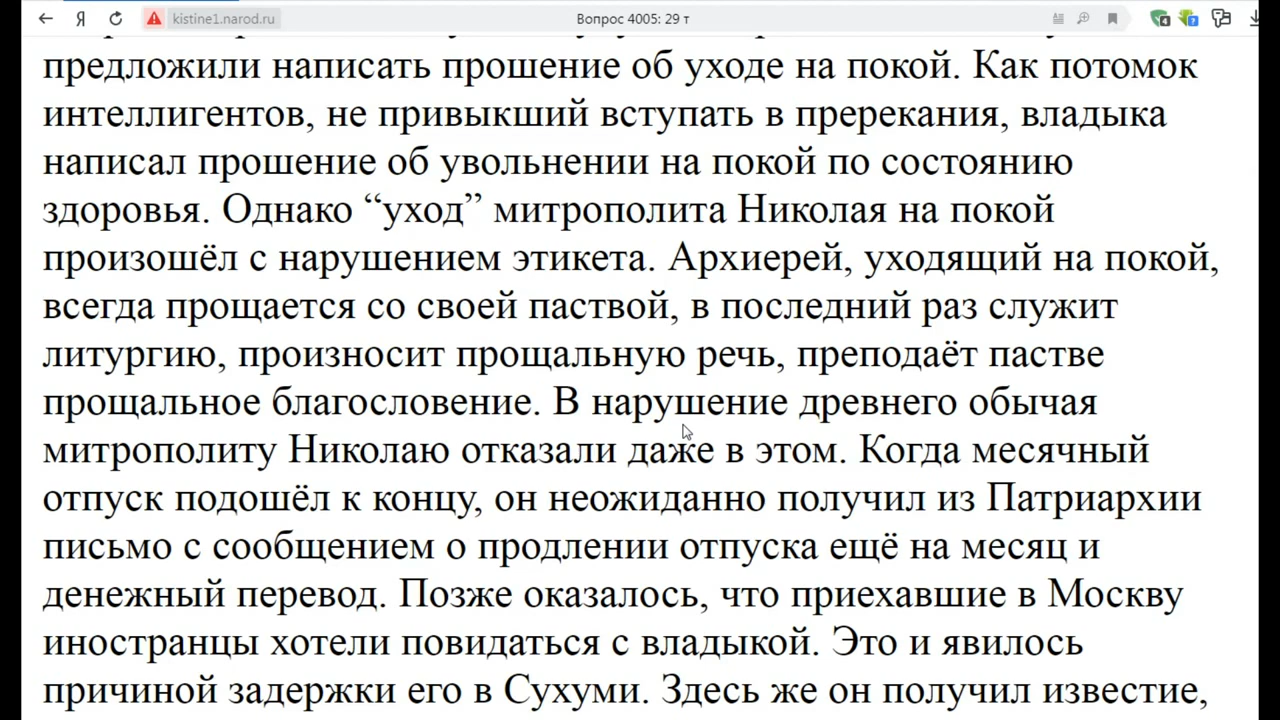 kistine1.narod.ru
Вопрос 4005: 29 т
предложили написать прошение об уходе на покой. Как потомок
интеллигентов, не привыкший вступать в пререкания, владыка
написал прошение об увольнении на покой по состоянию
здоровья. Однако “уход” митрополита Николая на покой
произошёл с нарушением этикета. Архиерей, уходящий на покой,
всегда прощается со своей паствой, в последний раз служит
литургию, произносит прощальную речь, преподаёт пастве
прощальное благословение. В нарушение древнего обычая
митрополиту Николаю отказали даже в этом. Когда месячный
отпуск подошёл к концу, он неожиданно получил из Патриархии
письмо с сообщением о продлении отпуска ещё на месяц и
денежный перевод. Позже оказалось, что приехавшие в Москву
иностранцы хотели повидаться с владыкой. Это и явилось
причиной задержки его в Сухуми. Здесь же он получил известие,